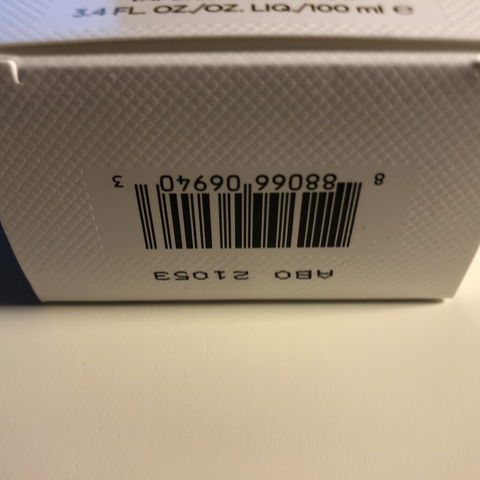 3.4 FL. OZ./OZ. LIQ./100 ml ℮
8 88066 06940 3
ABO 21053